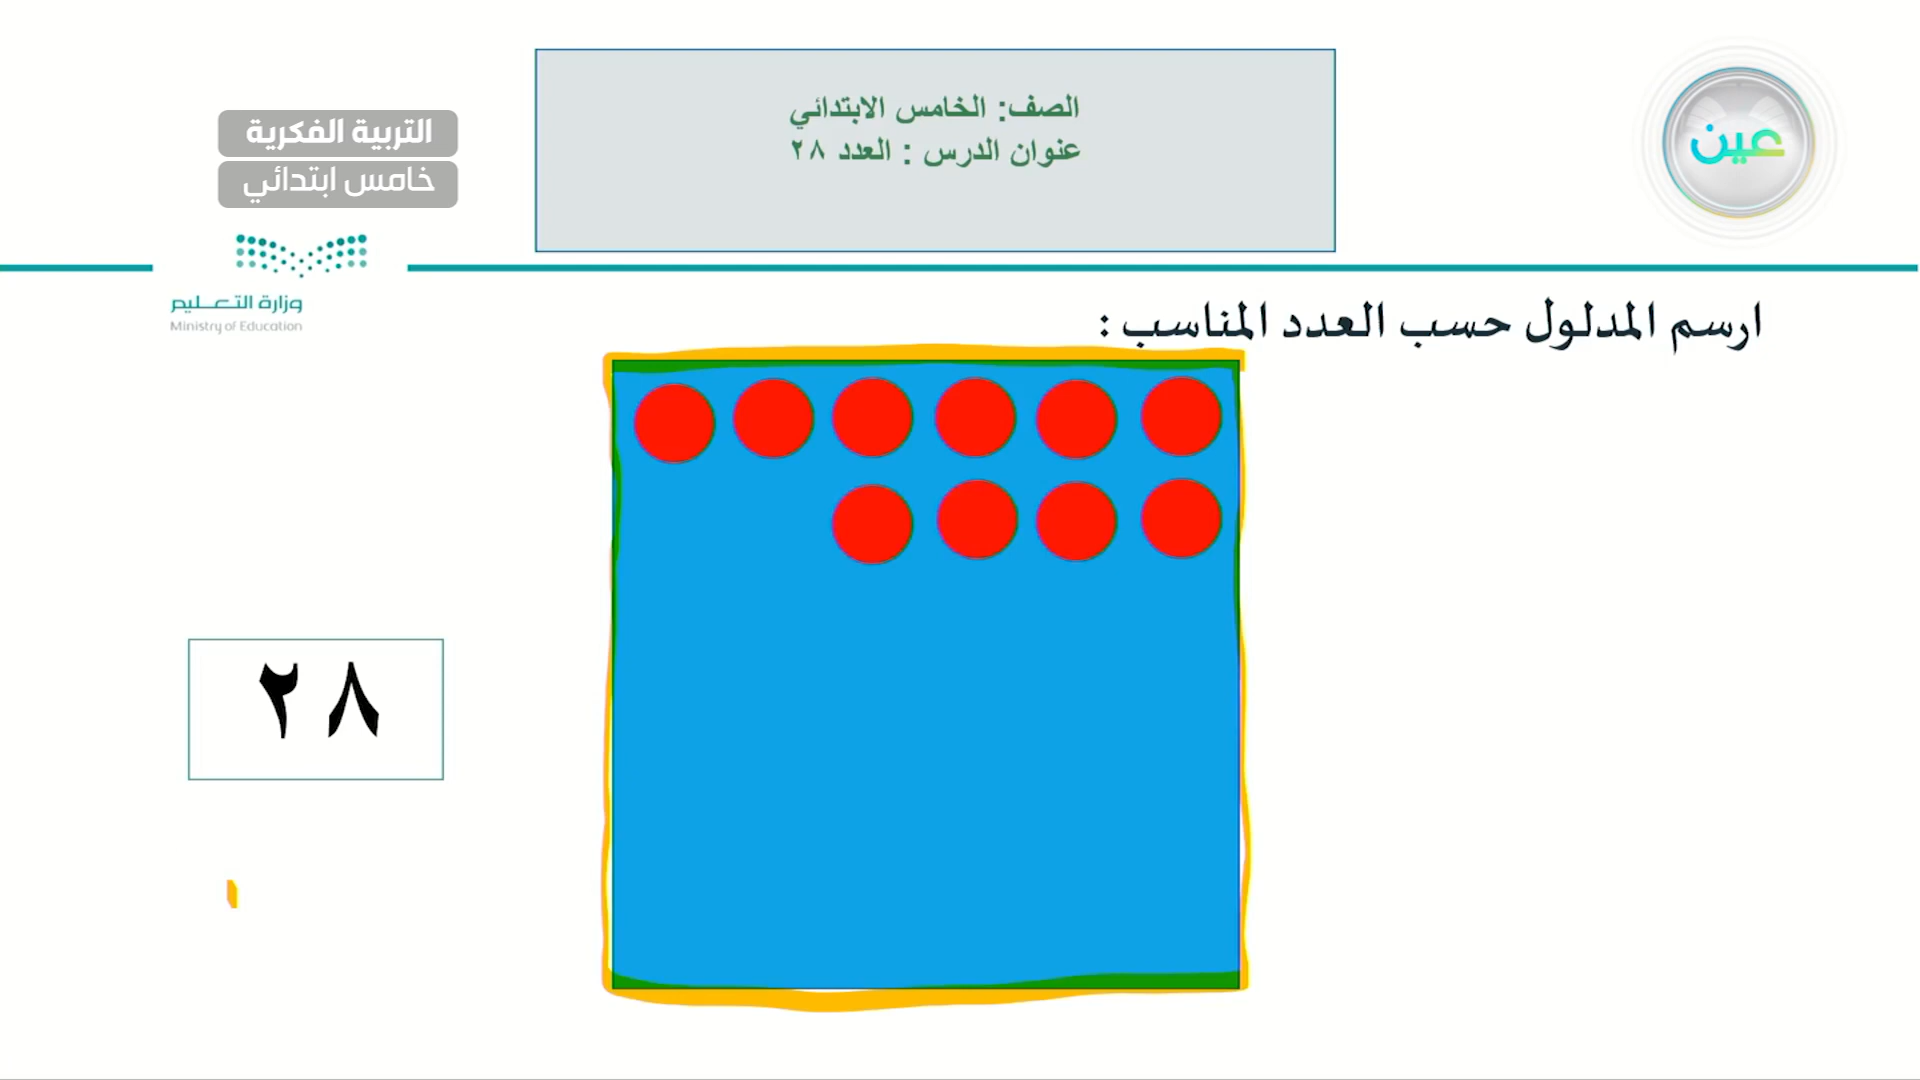 الصف: الخامس الابتدائي
عنوان الدرس : العدد ٢٨
عين
التربية الفكرية
خامس ابتدائي
وزارة التعليم
Ministry of Education
ارسم المدلول حسب العدد المناسب :
٢٨